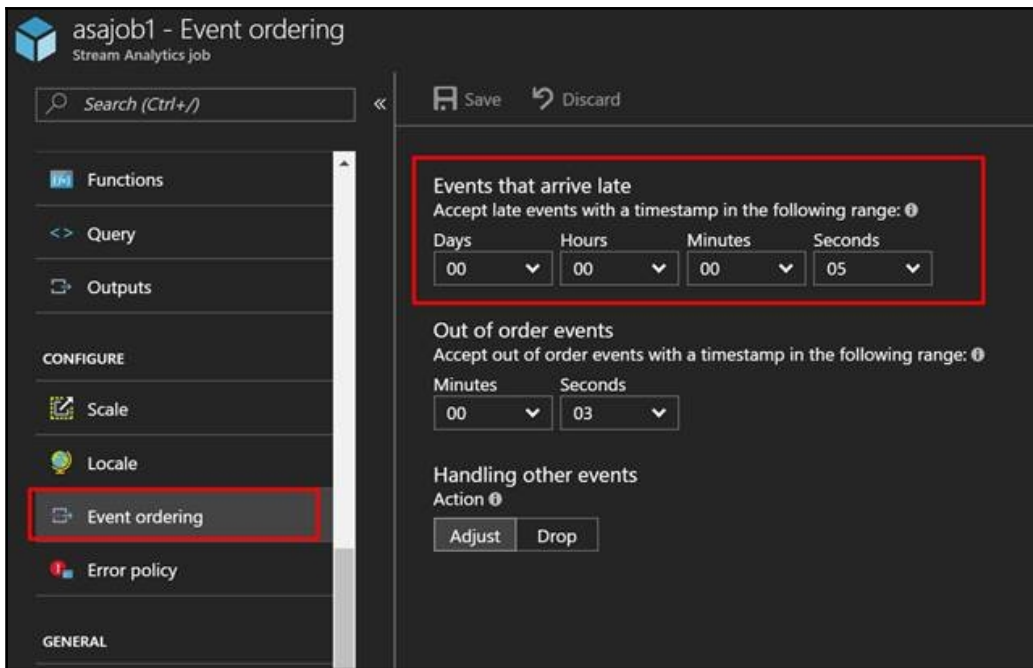 asajob1 - Event ordering
Stream Analytics job
Search (Ctrl+/)
«
Functions
Query
Outputs
CONFIGURE
Scale
Locale
Event ordering
Error policy
GENERAL
Save Discard
Events that arrive late
Accept late events with a timestamp in the following range:
Days Hours Minutes Seconds
00 00 00 05
Out of order events
Accept out of order events with a timestamp in the following range:
Minutes Seconds
00 03
Handling other events
Action
Adjust Drop